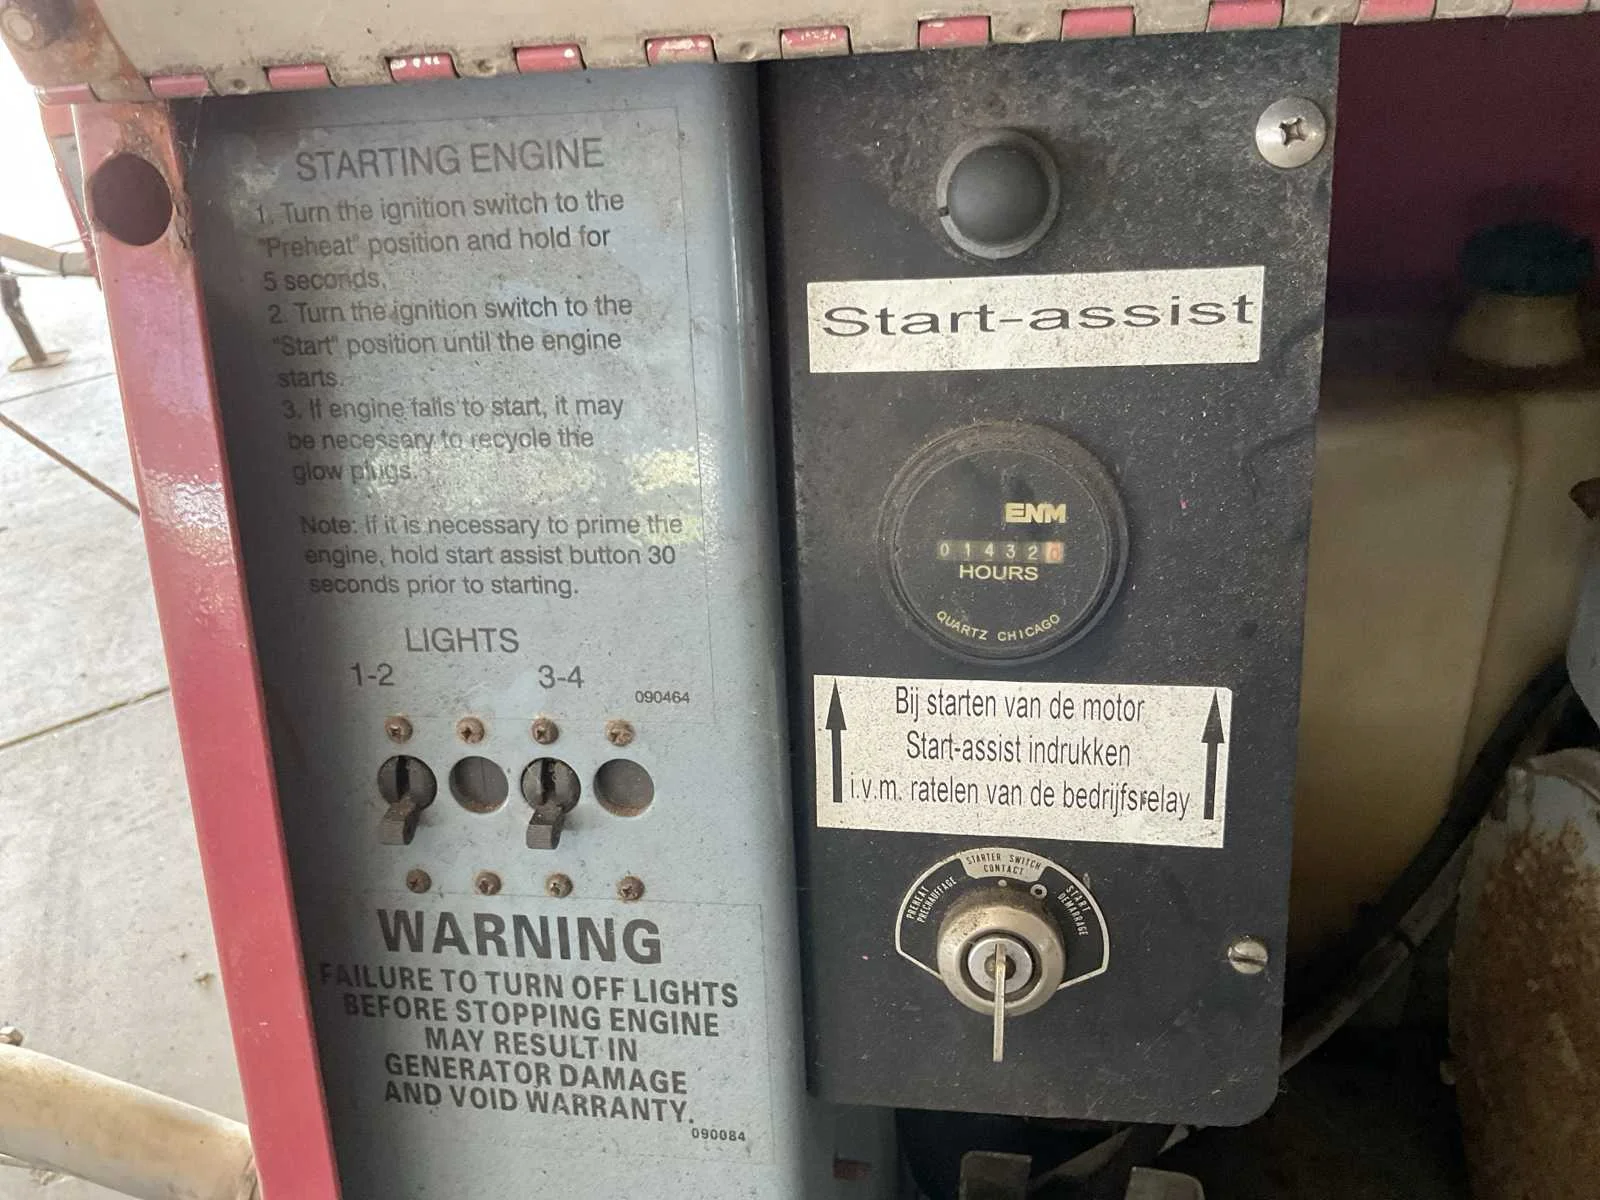 STARTING ENGINE
1. Turn the ignition switch to the
"Preheat" position and hold for
5 seconds.
2. Turn the ignition switch to the
"Start" position until the engine
starts.
3. If engine fails to start, it may
be necessary to recycle the
glow plugs.
Note: If it is necessary to prime the
engine, hold start assist button 30
seconds prior to starting.
LIGHTS
1-2 3-4
090464
WARNING
FAILURE TO TURN OFF LIGHTS
BEFORE STOPPING ENGINE
MAY RESULT IN
GENERATOR DAMAGE
AND VOID WARRANTY.
090084
Start-assist
ENM
01432
HOURS
QUARTZ CHICAGO
Bij starten van de motor
Start-assist indrukken
i.v.m. ratelen van de bedrijfsrelay
STARTER SWITCH
CONTACT
PREHEAT
PRECHAUFFAGE
START
DEMARRAGE